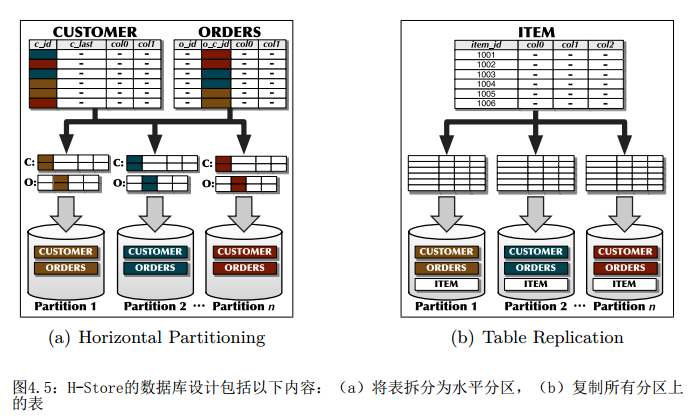 CUSTOMER ORDERS
c_id c_last col0 col1 o_id o_c_id col0 col1
- - - - - -
- - - - - -
- - - - - -
- - - - - -
- - - - - -
- - - - - -
C: C: C:
O: O: O:
CUSTOMER CUSTOMER CUSTOMER
ORDERS ORDERS ORDERS
Partition 1 Partition 2 ··· Partition n
(a) Horizontal Partitioning
ITEM
item_id col0 col1 col2
1001 - - -
1002 - - -
1003 - - -
1004 - - -
1005 - - -
1006 - - -
CUSTOMER CUSTOMER CUSTOMER
ORDERS ORDERS ORDERS
ITEM ITEM ITEM
Partition 1 Partition 2 ··· Partition n
(b) Table Replication
图4.5：H-Store的数据库设计包括以下内容：（a）将表拆分为水平分区，（b）复制所有分区上
的表